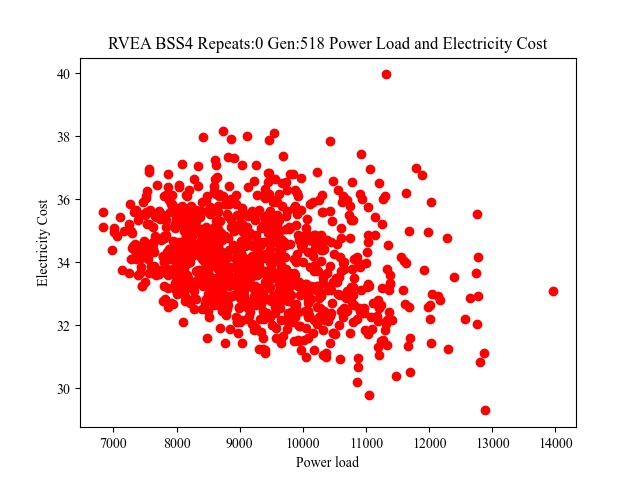 RVEA BSS4 Repeats:0 Gen:518 Power Load and Electricity Cost
40
38
36
34
32
30
Electricity Cost
7000 8000 9000 10000 11000 12000 13000 14000
Power load